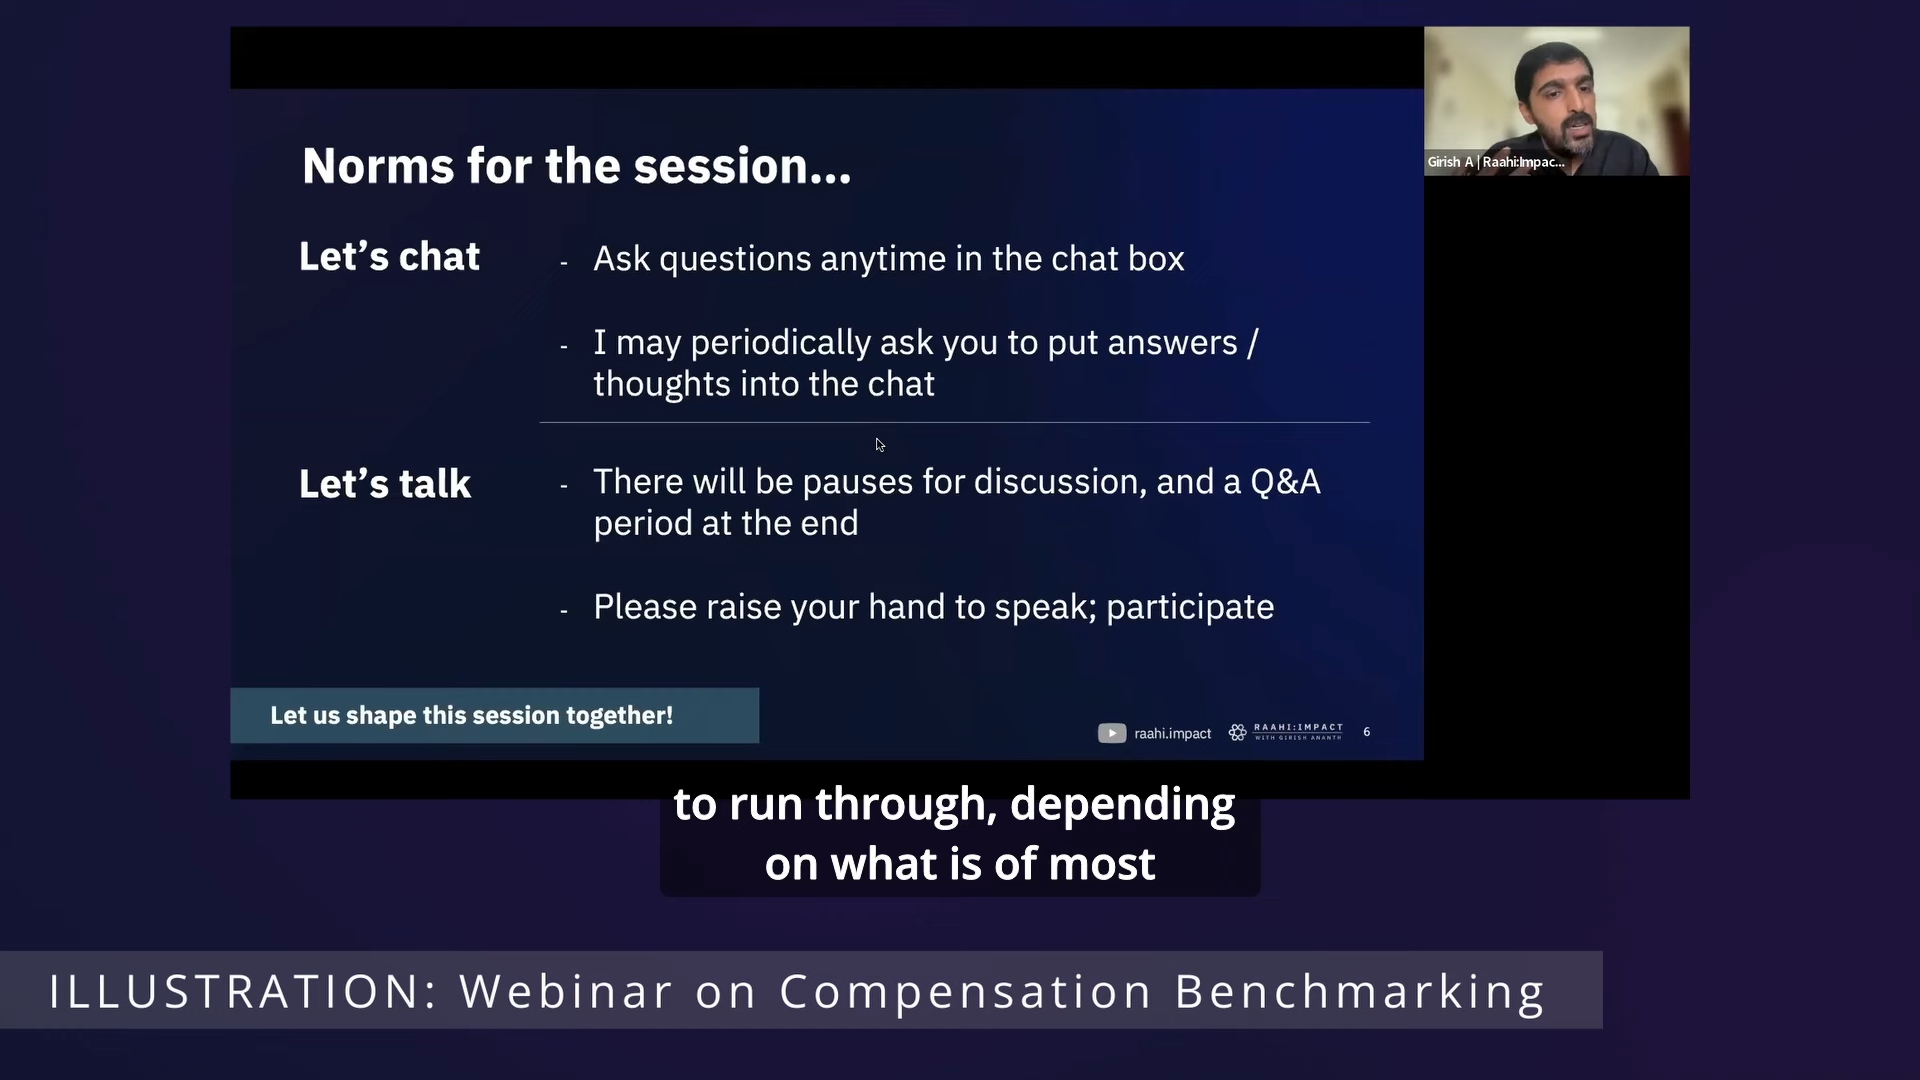 Norms for the session...
Let's chat
- Ask questions anytime in the chat box
- I may periodically ask you to put answers /
thoughts into the chat
Let's talk
- There will be pauses for discussion, and a Q&A
period at the end
- Please raise your hand to speak; participate
Let us shape this session together!
raahi.impact
RAAHI:IMPACT
WITH GIRISH ANANTH
6
Girish A | Raahi:Impac...
to run through, depending
on what is of most
ILLUSTRATION: Webinar on Compensation Benchmarking